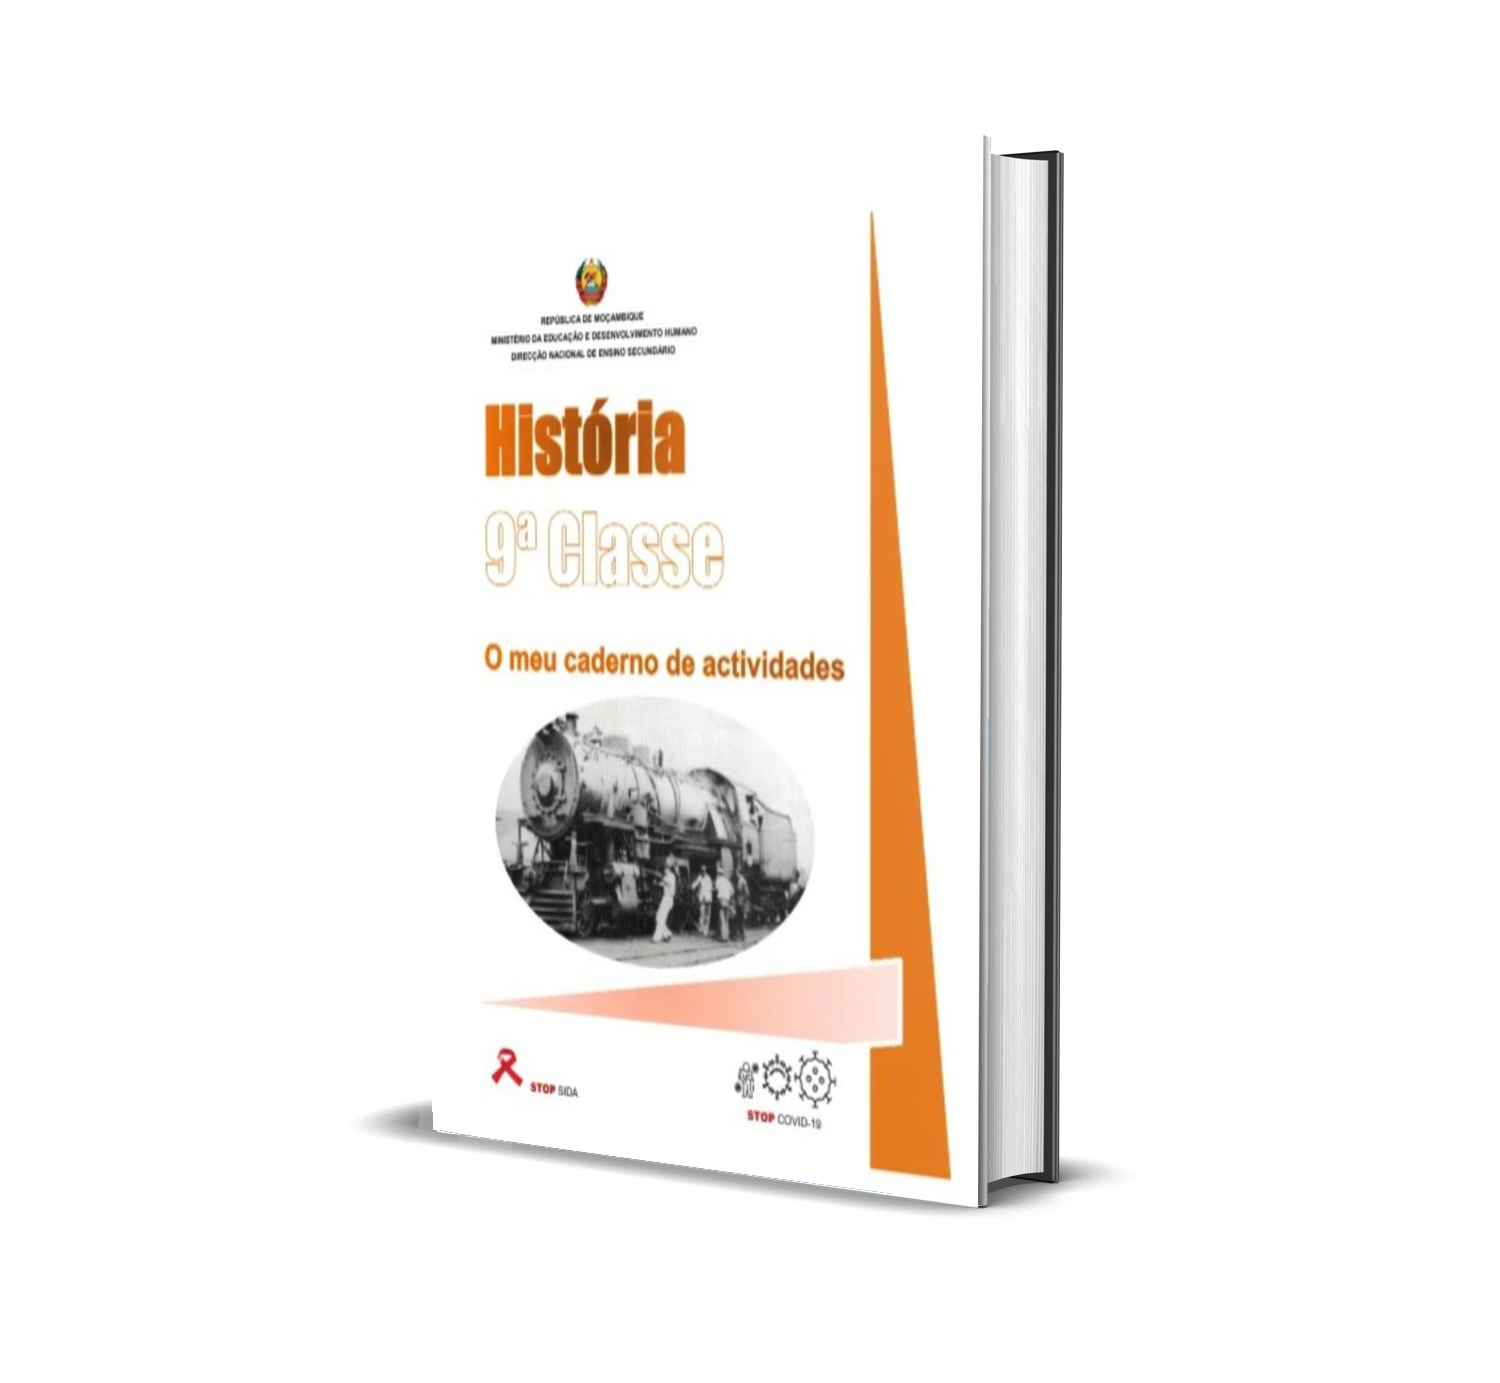 REPÚBLICA DE MOÇAMBIQUE
MINISTÉRIO DA EDUCAÇÃO E DESENVOLVIMENTO HUMANO
DIRECÇÃO NACIONAL DE ENSINO SECUNDÁRIO
História
9ª Classe
O meu caderno de actividades
STOP SIDA
STOP COVID-19